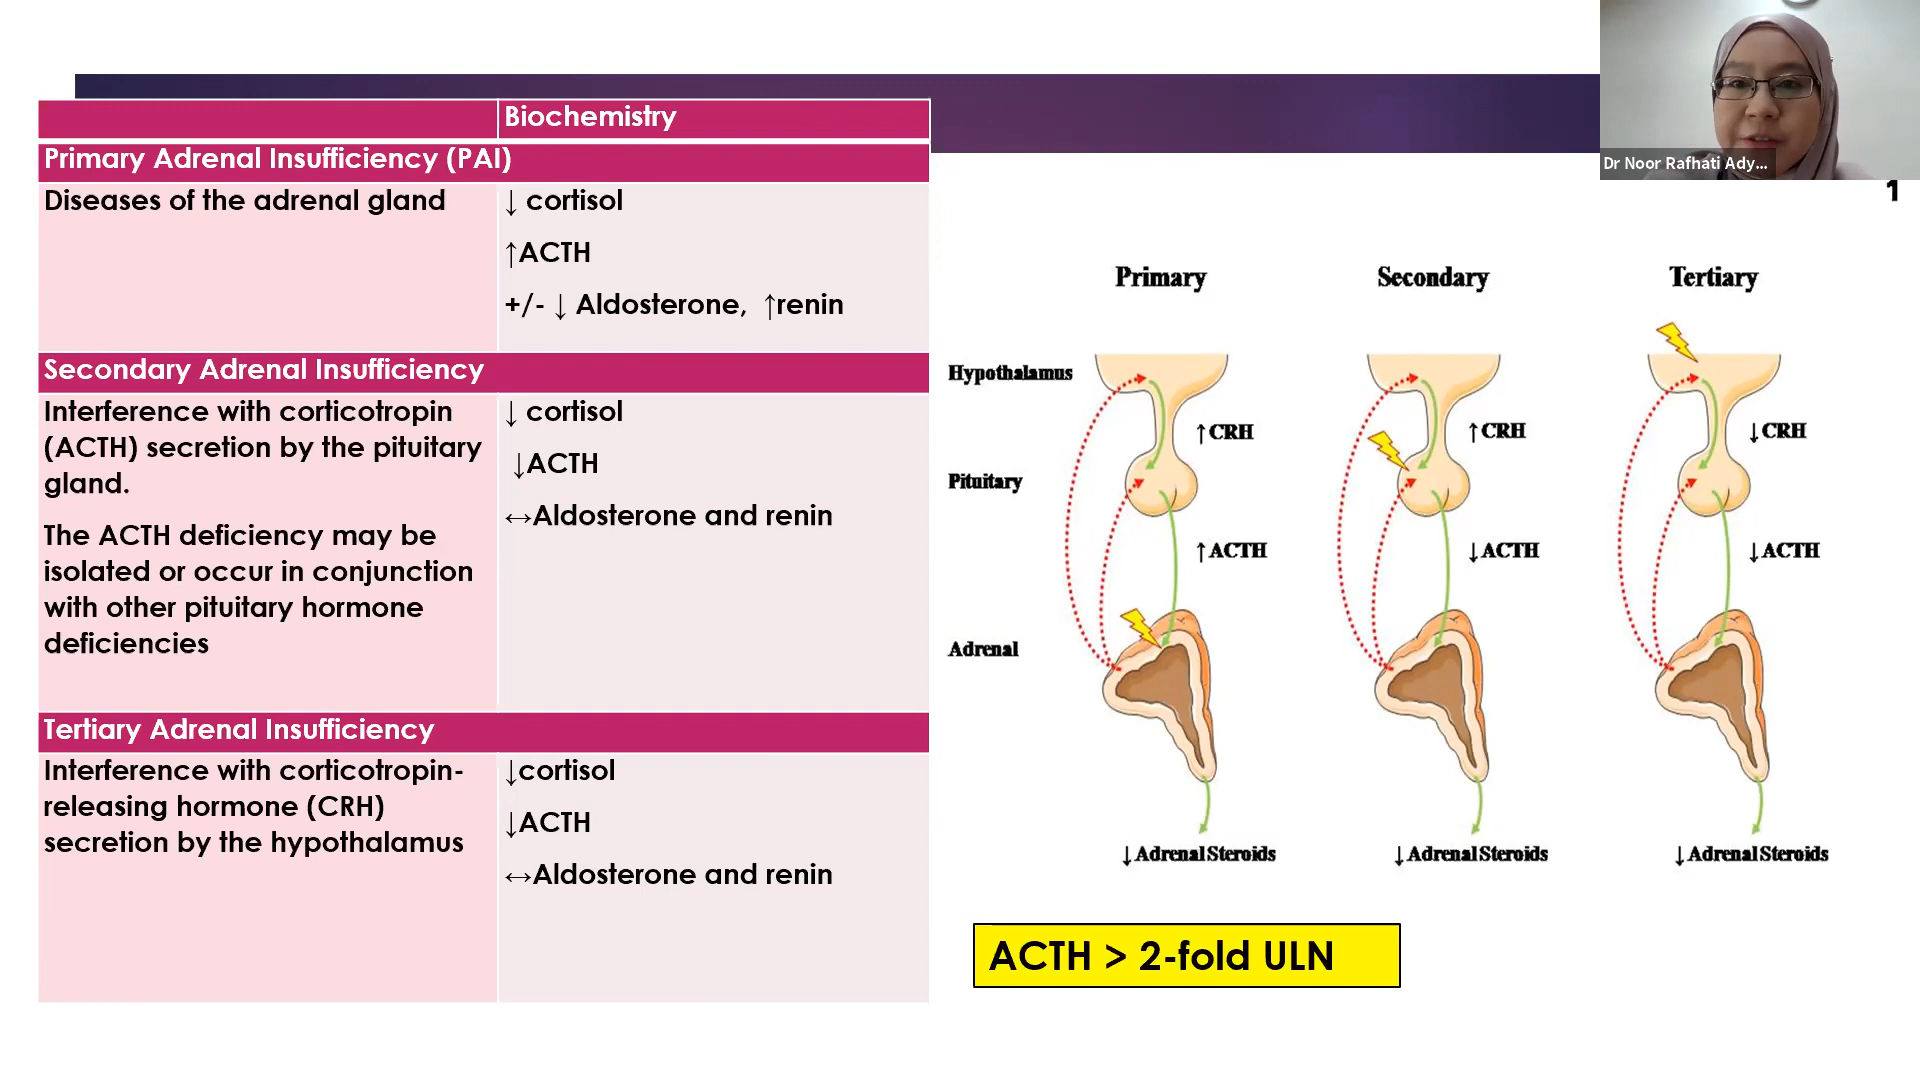 Biochemistry
Primary Adrenal Insufficiency (PAI)
Diseases of the adrenal gland
↓ cortisol
↑ACTH
+/- ↓ Aldosterone, ↑renin
Secondary Adrenal Insufficiency
Interference with corticotropin
(ACTH) secretion by the pituitary
gland.
The ACTH deficiency may be
isolated or occur in conjunction
with other pituitary hormone
deficiencies
↓ cortisol
↓ACTH
↔Aldosterone and renin
Tertiary Adrenal Insufficiency
Interference with corticotropin-
releasing hormone (CRH)
secretion by the hypothalamus
↓cortisol
↓ACTH
↔Aldosterone and renin
Dr Noor Rafhati Ady...
1
Primary Secondary Tertiary
Hypothalamus
↑CRH ↑CRH ↓CRH
Pituitary
↑ACTH ↓ACTH ↓ACTH
Adrenal
↓Adrenal Steroids ↓Adrenal Steroids ↓Adrenal Steroids
ACTH > 2-fold ULN